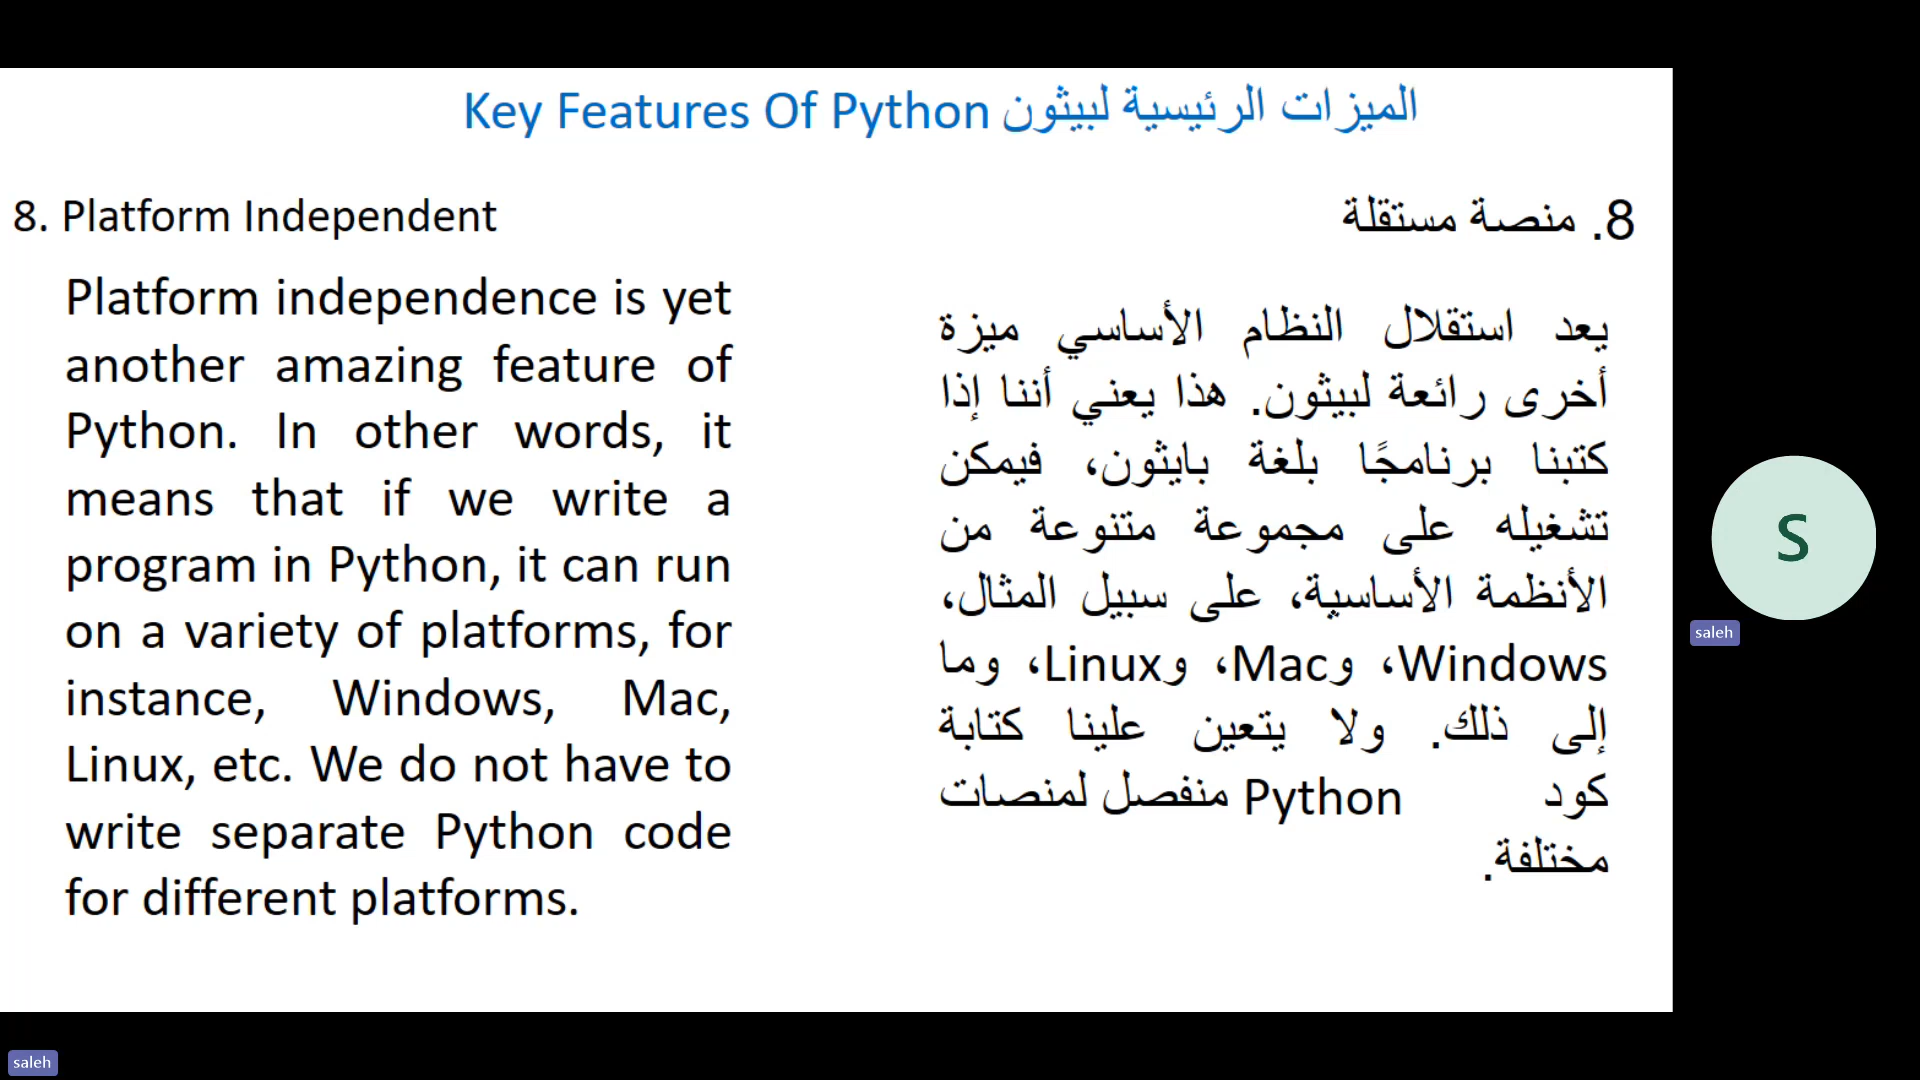 Key Features Of Python الميزات الرئيسية لبيثون
8. Platform Independent
Platform independence is yet
another amazing feature of
Python. In other words, it
means that if we write a
program in Python, it can run
on a variety of platforms, for
instance, Windows, Mac,
Linux, etc. We do not have to
write separate Python code
for different platforms.
8. منصة مستقلة
يعد استقلال النظام الأساسي ميزة
أخرى رائعة لبيثون. هذا يعني أننا إذا
كتبنا برنامجًا بلغة بايثون، فيمكن
تشغيله على مجموعة متنوعة من
الأنظمة الأساسية، على سبيل المثال،
Windows، وMac، وLinux، وما
إلى ذلك. ولا يتعين علينا كتابة
كود Python منفصل لمنصات
مختلفة.
S
saleh
saleh